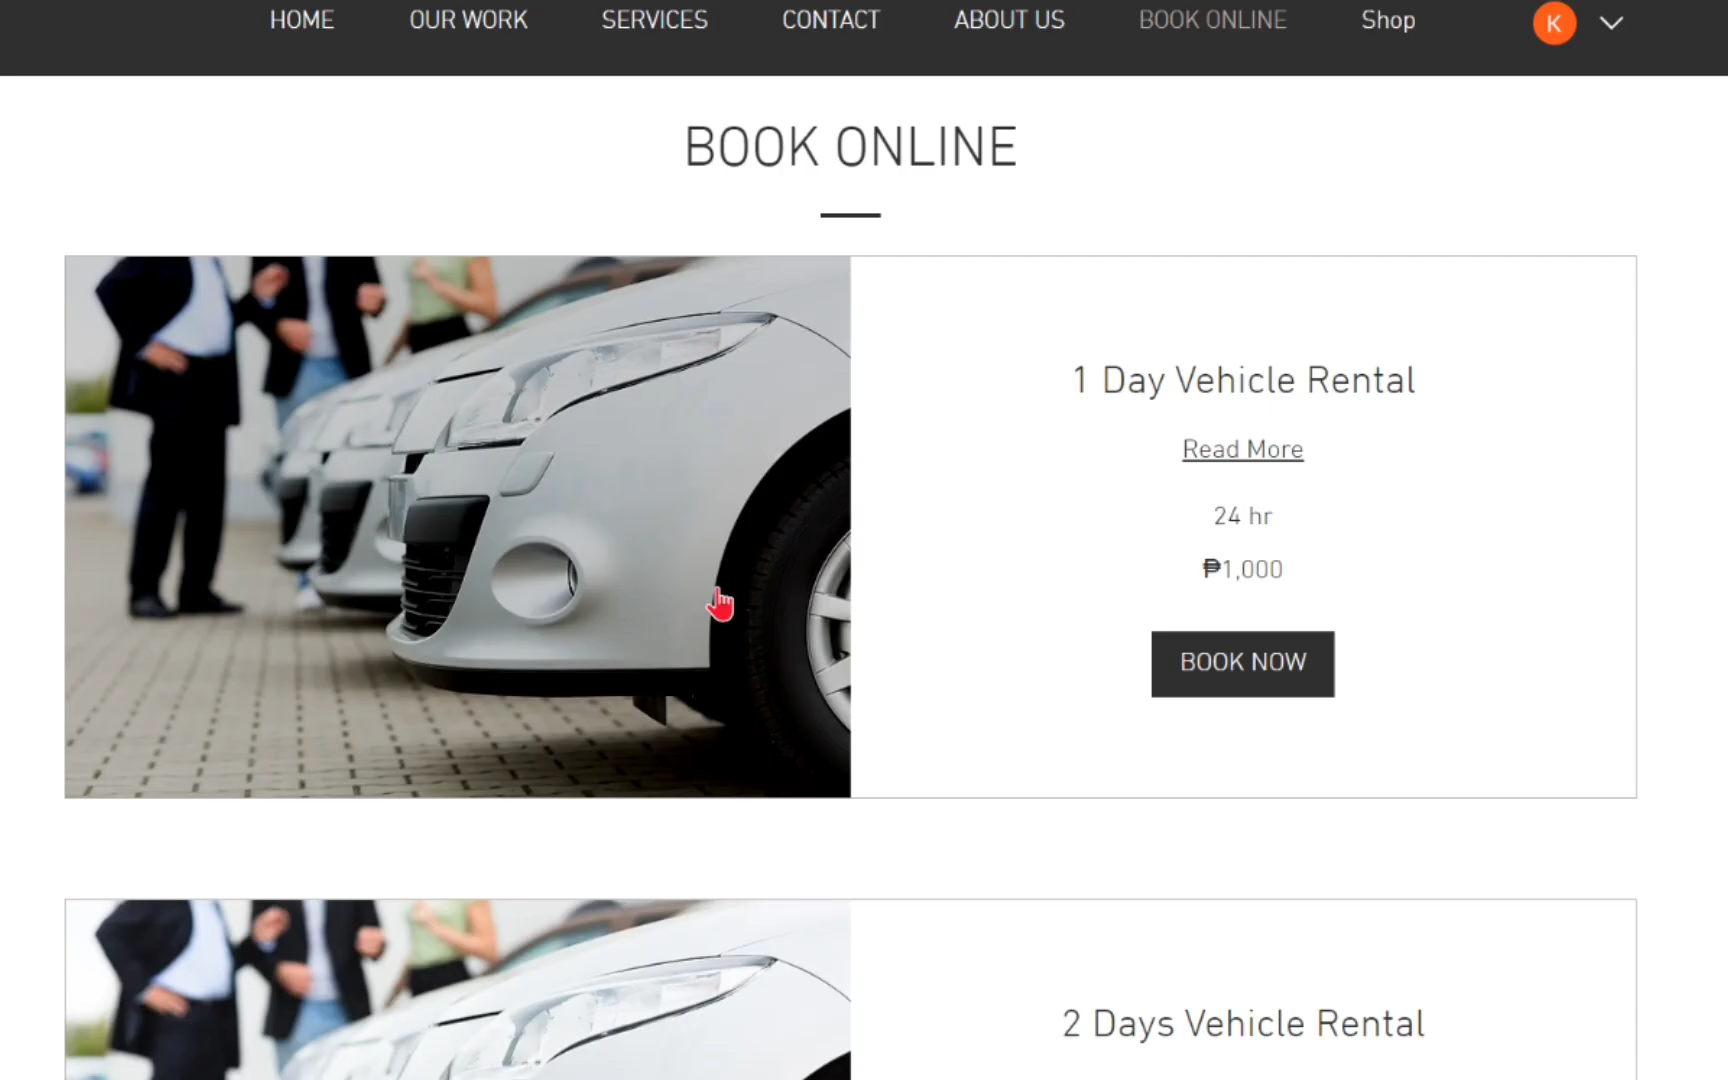 HOME OUR WORK SERVICES CONTACT ABOUT US BOOK ONLINE Shop K
BOOK ONLINE
1 Day Vehicle Rental
Read More
24 hr
₱1,000
BOOK NOW
2 Days Vehicle Rental